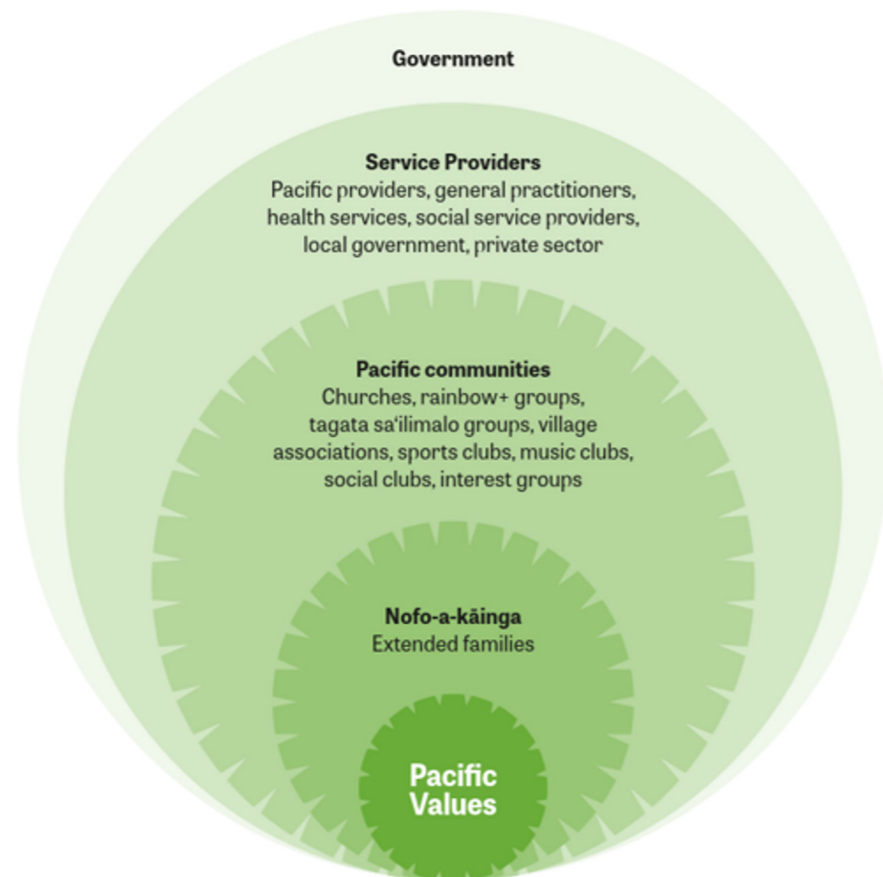 Government
Service Providers
Pacific providers, general practitioners,
health services, social service providers,
local government, private sector
Pacific communities
Churches, rainbow+ groups,
tagata sa‘ilimalo groups, village
associations, sports clubs, music clubs,
social clubs, interest groups
Nofo-a-kāinga
Extended families
Pacific
Values